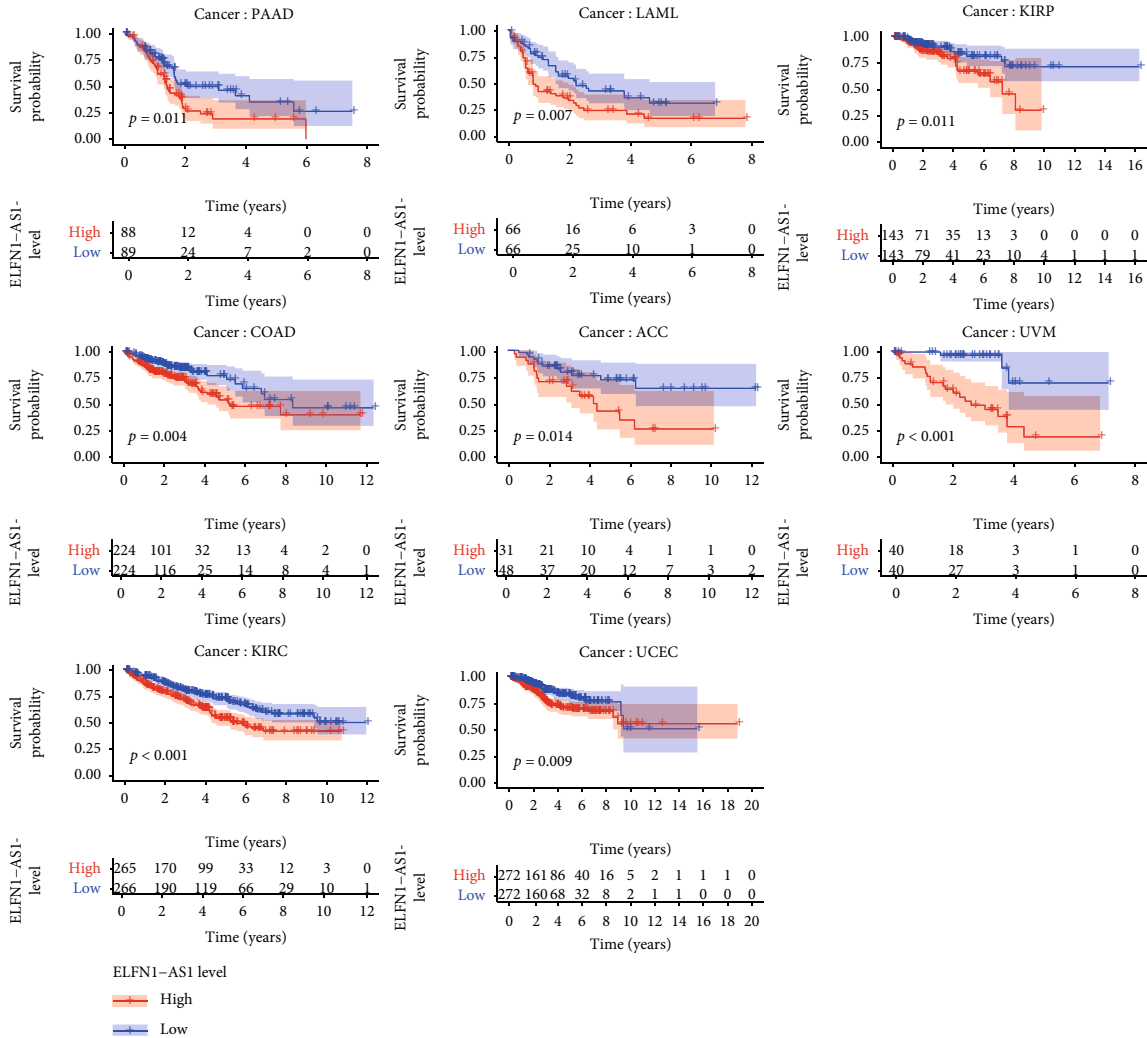 Cancer : PAAD
Survival probability
1.00
0.75
0.50
0.25
0.00
p = 0.011
0 2 4 6 8
Time (years)
ELFN1−AS1-level
High 88 12 4 0 0
Low 89 24 7 2 0
0 2 4 6 8
Time (years)
Cancer : LAML
Survival probability
1.00
0.75
0.50
0.25
0.00
p = 0.007
0 2 4 6 8
Time (years)
ELFN1−AS1-level
High 66 16 6 3 0
Low 66 25 10 1 0
0 2 4 6 8
Time (years)
Cancer : KIRP
Survival probability
1.00
0.75
0.50
0.25
0.00
p = 0.011
0 2 4 6 8 10 12 14 16
Time (years)
ELFN1−AS1-level
143 71 35 13 3 0 0 0 0
143 79 41 23 10 4 1 1 1
0 2 4 6 8 10 12 14 16
Time (years)
Cancer : COAD
Survival probability
1.00
0.75
0.50
0.25
0.00
p = 0.004
0 2 4 6 8 10 12
Time (years)
ELFN1−AS1-level
High 224 101 32 13 4 2 0
Low 224 116 25 14 8 4 1
0 2 4 6 8 10 12
Time (years)
Cancer : ACC
Survival probability
1.00
0.75
0.50
0.25
0.00
p = 0.014
0 2 4 6 8 10 12
Time (years)
ELFN1−AS1-level
High 31 21 10 4 1 1 0
Low 48 37 20 12 7 3 2
0 2 4 6 8 10 12
Time (years)
Cancer : UVM
Survival probability
1.00
0.75
0.50
0.25
0.00
p < 0.001
0 2 4 6 8
Time (years)
ELFN1−AS1-level
High 40 18 3 1 0
Low 40 27 3 1 0
0 2 4 6 8
Time (years)
Cancer : KIRC
Survival probability
1.00
0.75
0.50
0.25
0.00
p < 0.001
0 2 4 6 8 10 12
Time (years)
ELFN1−AS1-level
High 265 170 99 33 12 3 0
Low 266 190 119 66 29 10 1
0 2 4 6 8 10 12
Time (years)
Cancer : UCEC
Survival probability
1.00
0.75
0.50
0.25
0.00
p = 0.009
0 2 4 6 8 10 12 14 16 18 20
Time (years)
ELFN1−AS1-level
High 272 161 86 40 16 5 2 1 1 1 0
Low 272 160 68 32 8 2 1 1 0 0 0
0 2 4 6 8 10 12 14 16 18 20
Time (years)
ELFN1−AS1 level
High
Low